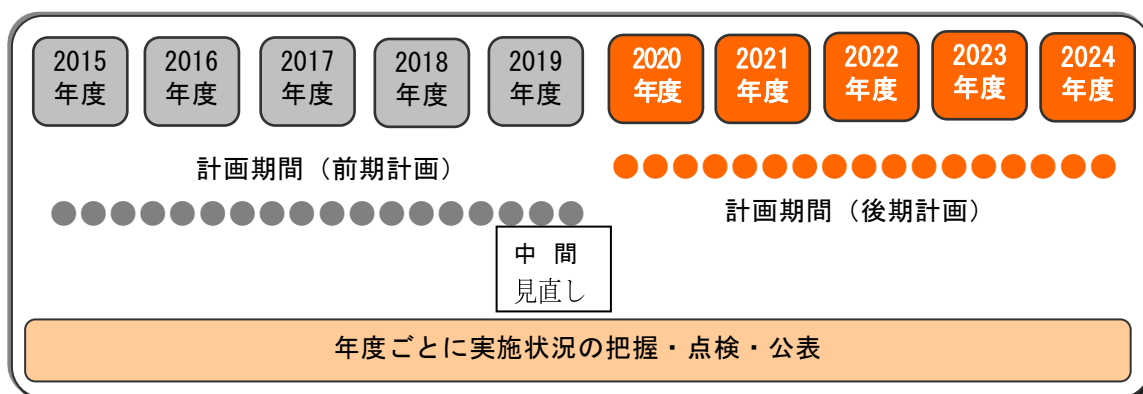 2015
年度
2016
年度
2017
年度
2018
年度
2019
年度
2020
年度
2021
年度
2022
年度
2023
年度
2024
年度
計画期間（前期計画）
計画期間（後期計画）
中 間
見直し
年度ごとに実施状況の把握・点検・公表